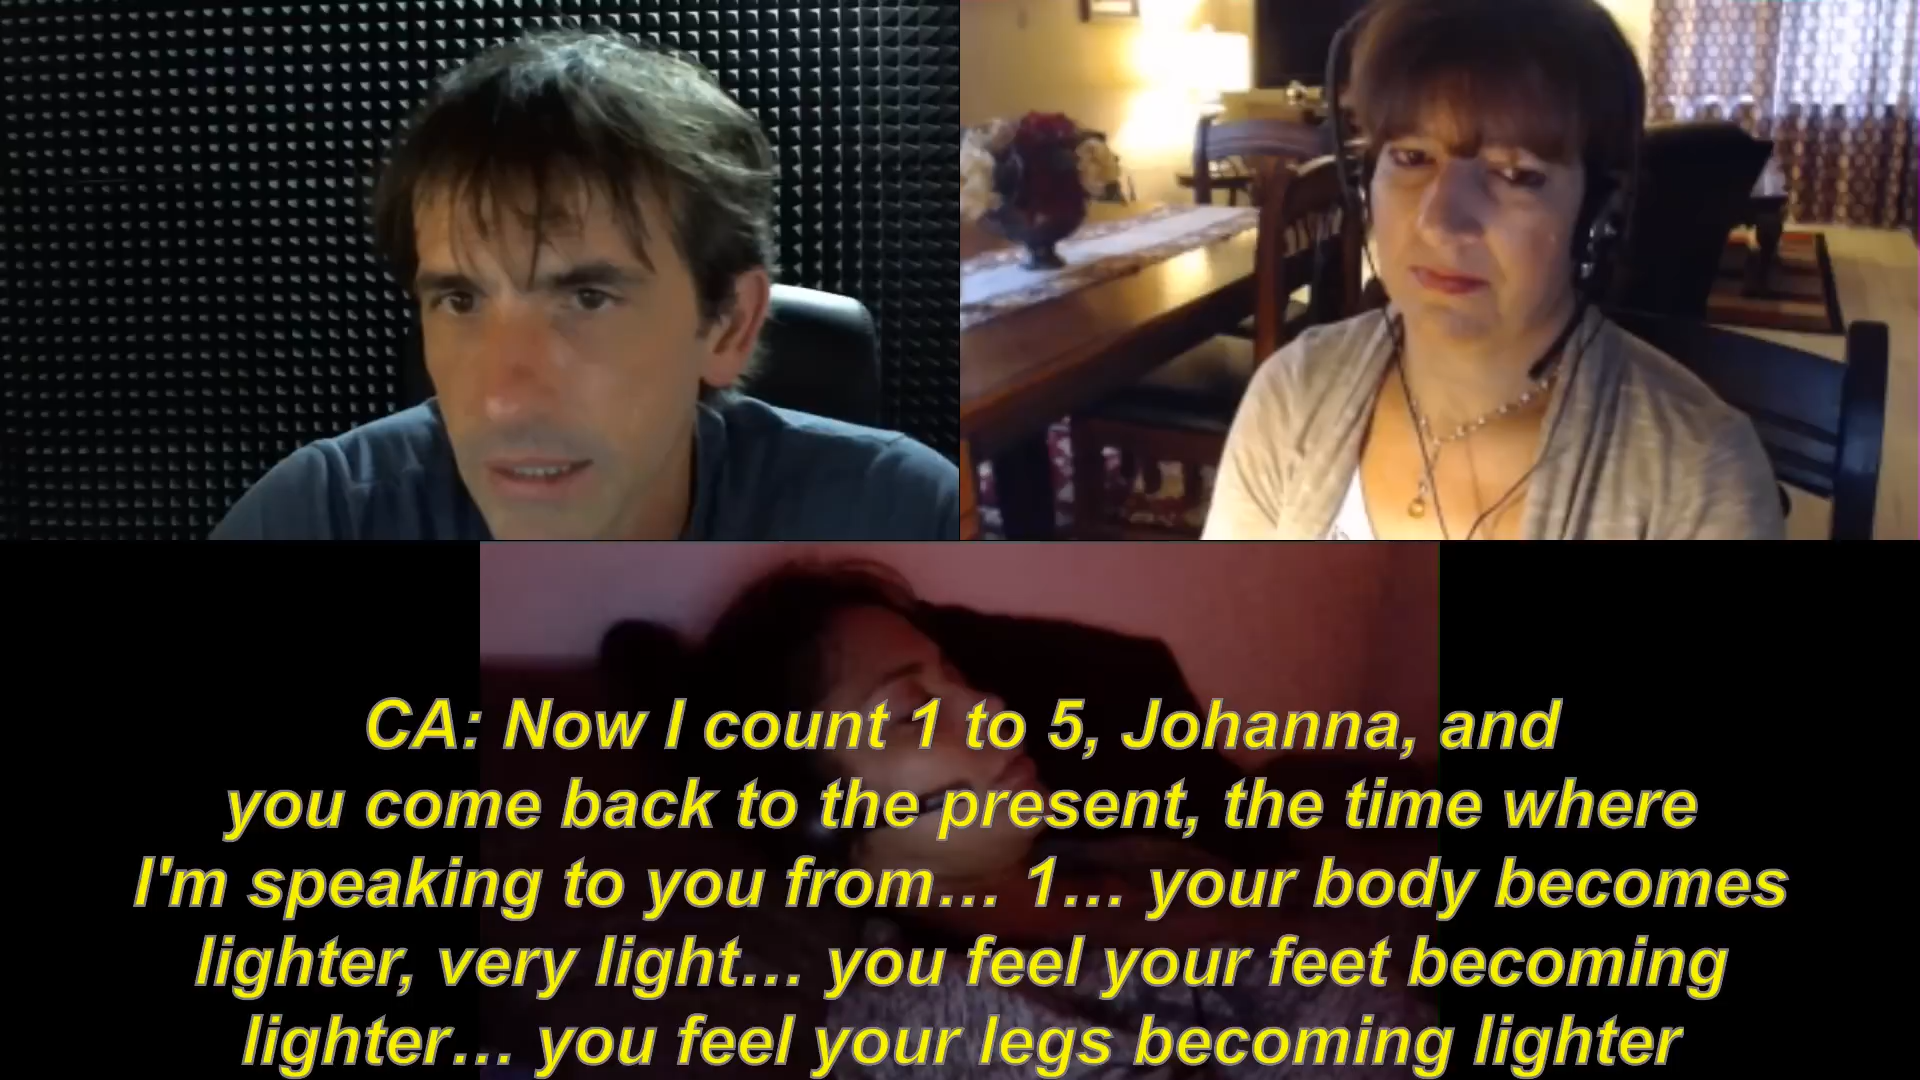 CA: Now I count 1 to 5, Johanna, and
you come back to the present, the time where
I'm speaking to you from... 1... your body becomes
lighter, very light... you feel your feet becoming
lighter... you feel your legs becoming lighter